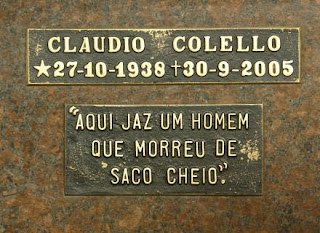 CLAUDIO COLELLO
★27-10-1938 †30-9-2005
"AQUI JAZ UM HOMEM
QUE MORREU DE
"SACO CHEIO".